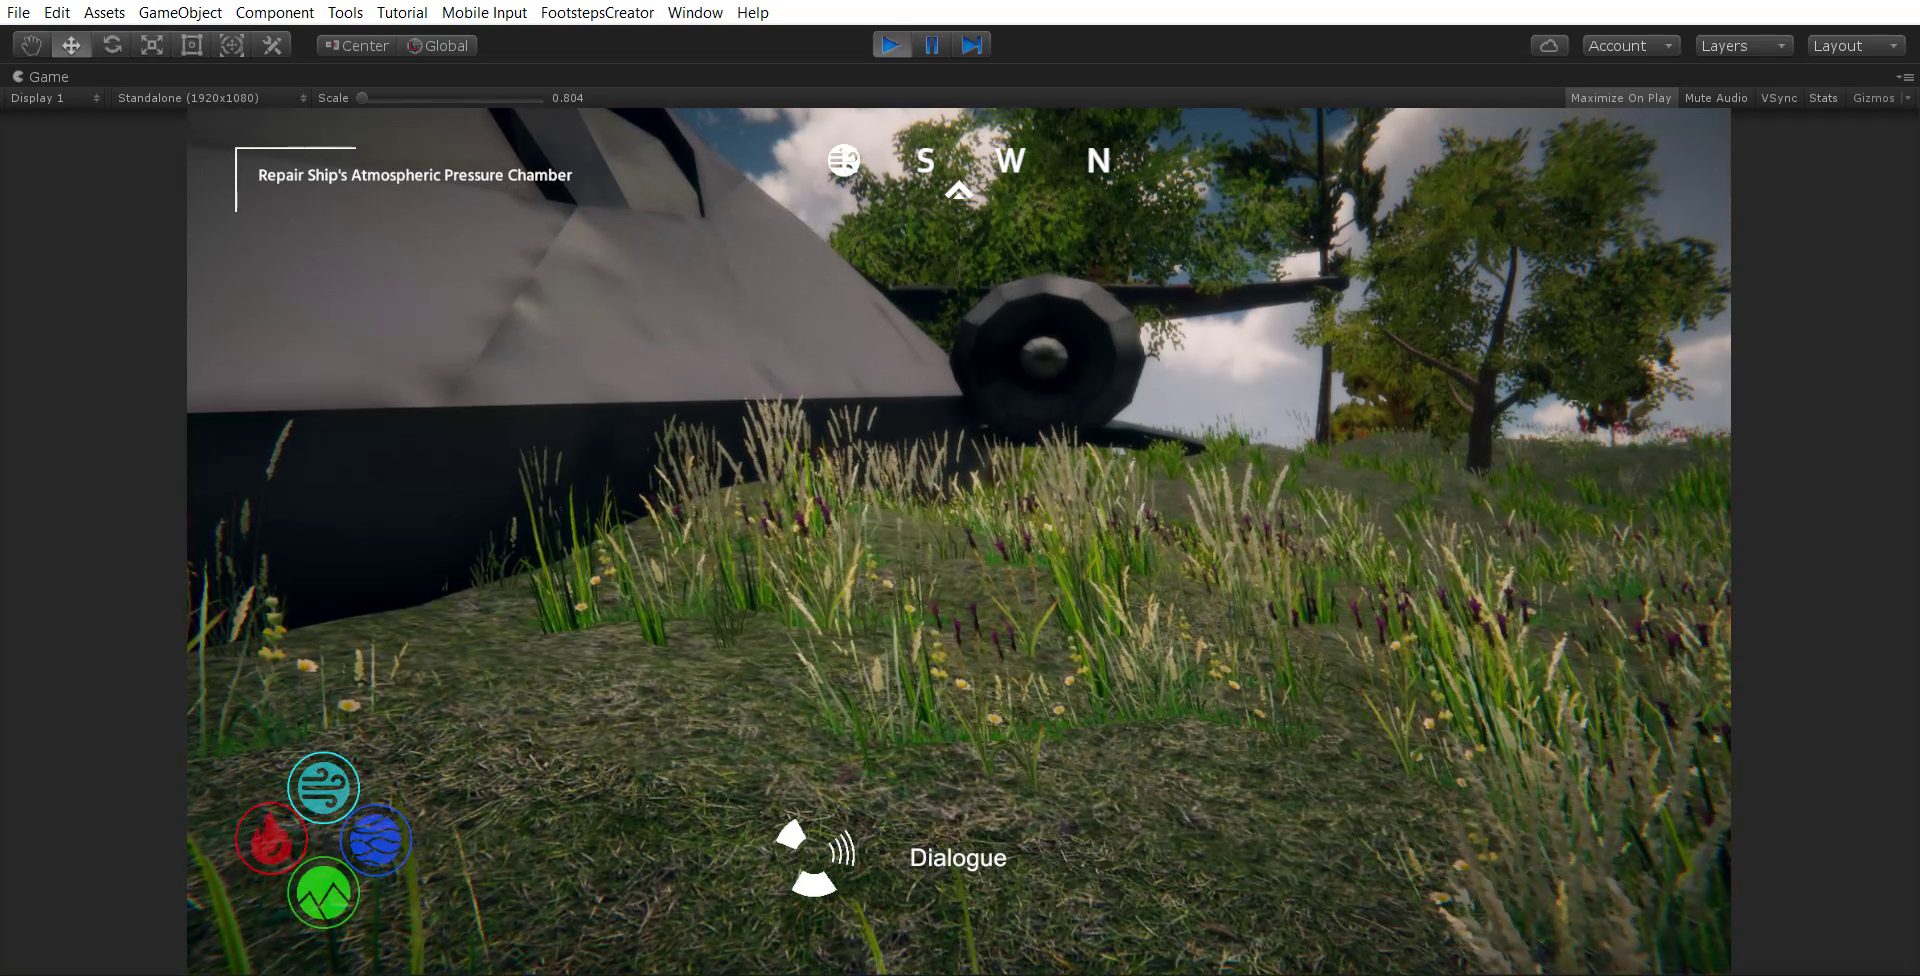 File Edit Assets GameObject Component Tools Tutorial Mobile Input FootstepsCreator Window Help
Center Global Account Layers Layout
Game
Display 1 Standalone (1920x1080) Scale 0.804 Maximize On Play Mute Audio VSync Stats Gizmos
S W N
Repair Ship's Atmospheric Pressure Chamber
Dialogue